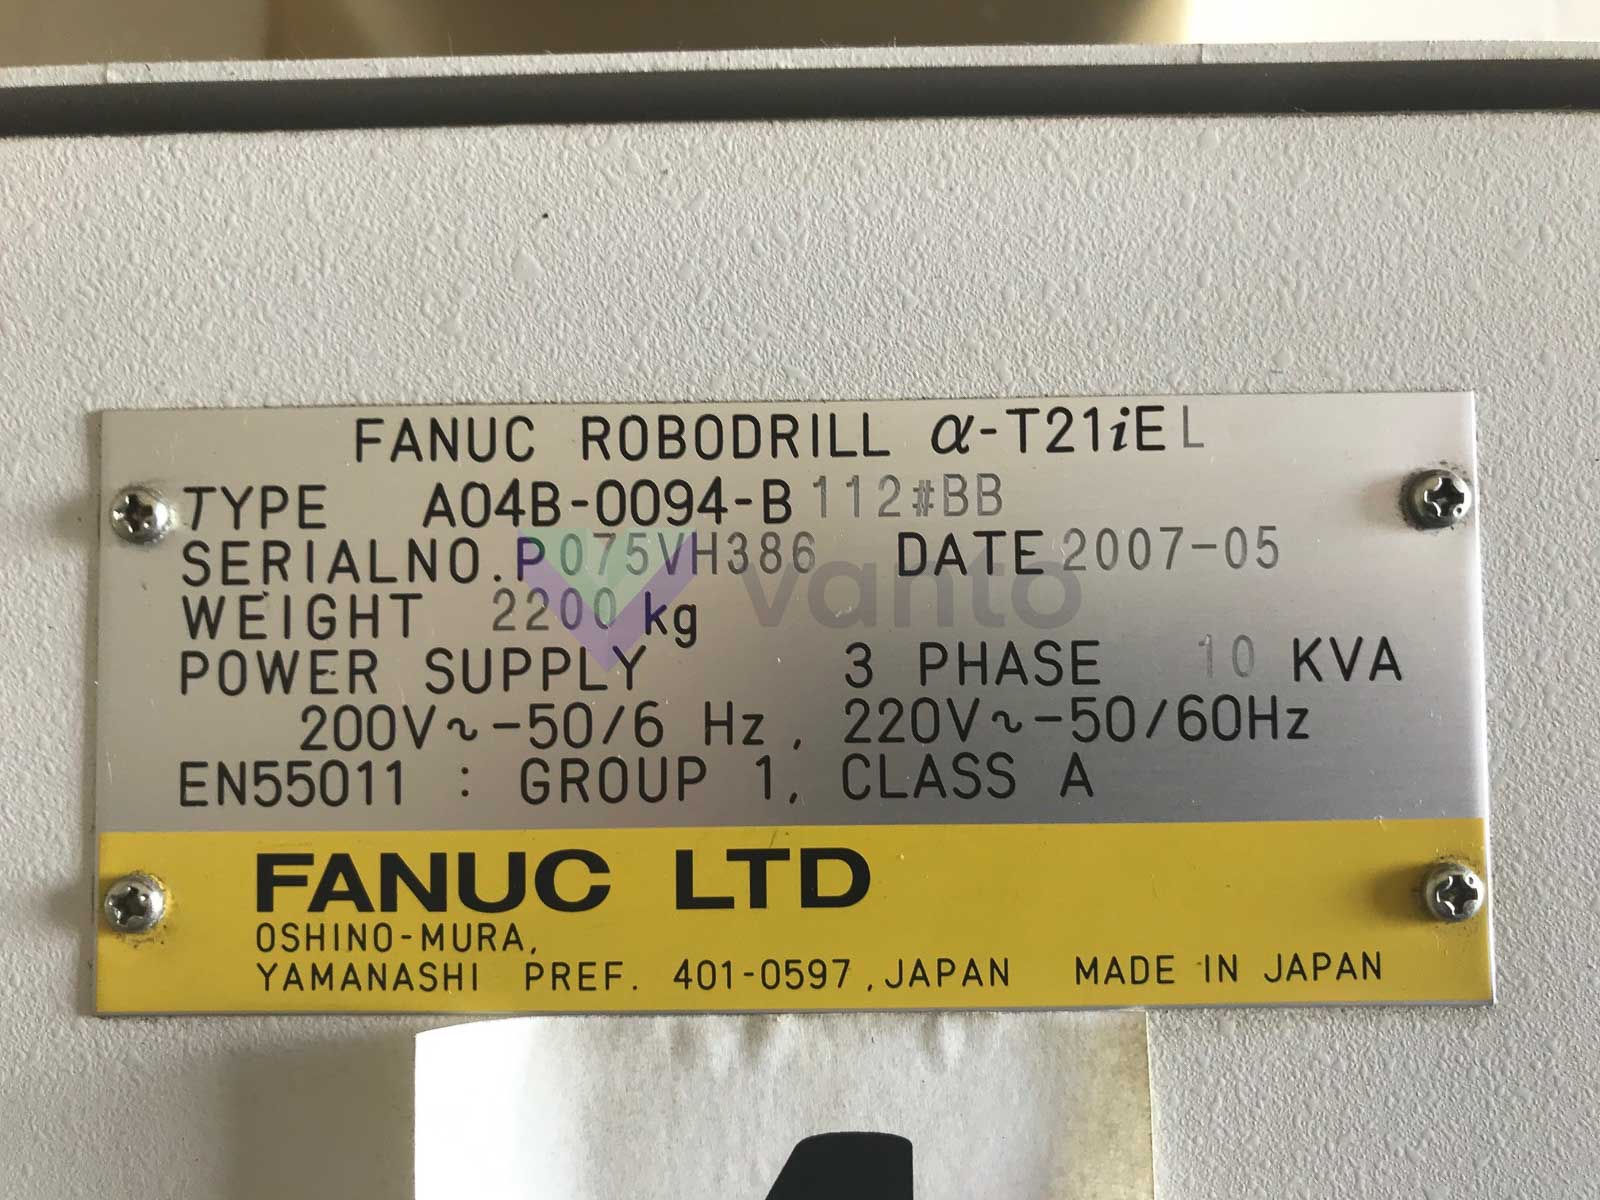 FANUC ROBODRILL α-T21iEL
TYPE A04B-0094-B112#BB
SERIALNO.P075VH386 DATE 2007-05
WEIGHT 2200 kg
vanto
POWER SUPPLY 3 PHASE 10 KVA
200V~-50/6 Hz, 220V~-50/60Hz
EN55011 : GROUP 1, CLASS A
FANUC LTD
OSHINO-MURA,
YAMANASHI PREF. 401-0597, JAPAN MADE IN JAPAN